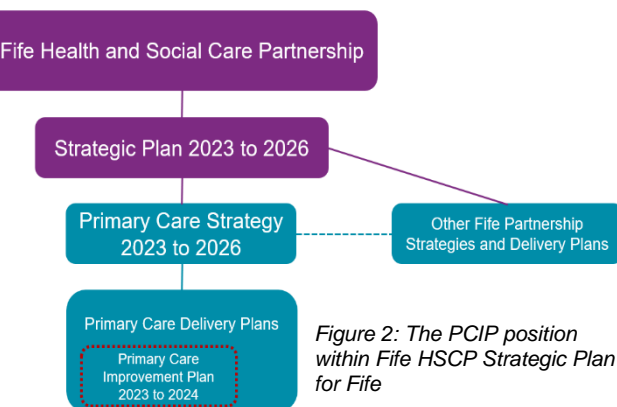 Fife Health and Social Care Partnership
Strategic Plan 2023 to 2026
Primary Care Strategy
2023 to 2026
Other Fife Partnership
Strategies and Delivery Plans
Primary Care Delivery Plans
Primary Care
Improvement Plan
2023 to 2024
Figure 2: The PCIP position
within Fife HSCP Strategic Plan
for Fife